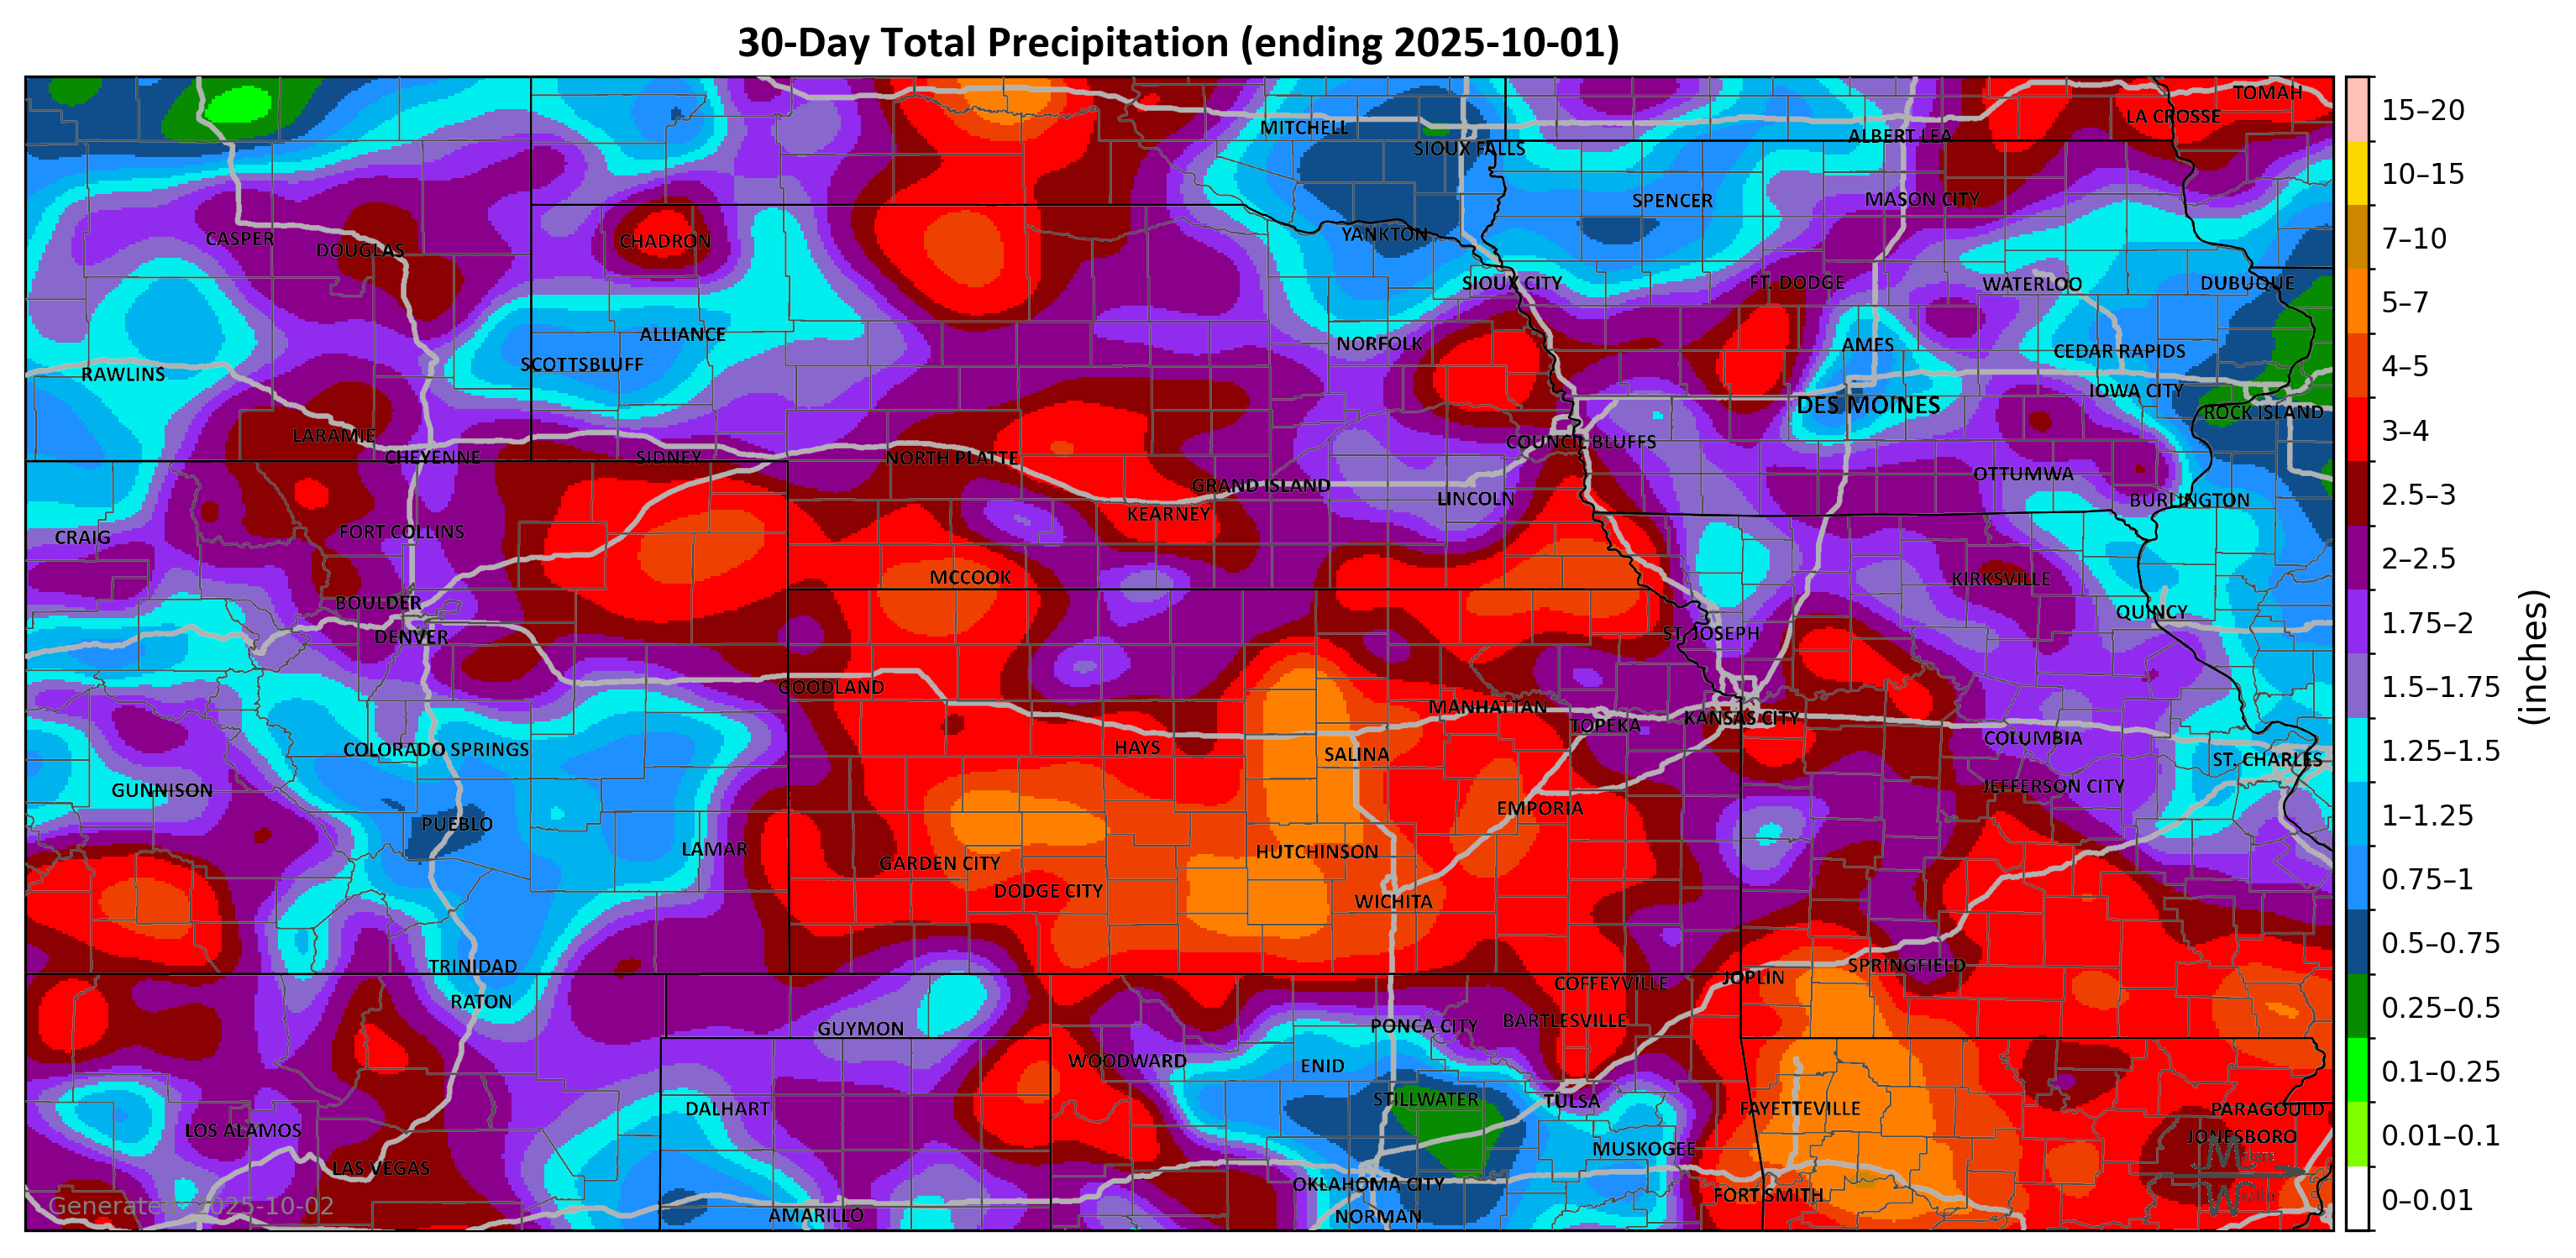 30-Day Total Precipitation (ending 2025-10-01)
TOMAH
LA CROSSE
MITCHELL
ALBERT LEA
SIOUX FALLS
SPENCER
MASON CITY
YANKTON
CASPER
CHADRON
DOUGLAS
SIOUX CITY
FT. DODGE
WATERLOO
DUBUQUE
ALLIANCE
NORFOLK
AMES
CEDAR RAPIDS
SCOTTSBLUFF
RAWLINS
IOWA CITY
DES MOINES
ROCK ISLAND
LARAMIE
COUNCIL BLUFFS
CHEYENNE
SIDNEY
NORTH PLATTE
OTTUMWA
GRAND ISLAND
LINCOLN
BURLINGTON
KEARNEY
CRAIG
FORT COLLINS
MCCOOK
KIRKSVILLE
BOULDER
QUINCY
DENVER
ST. JOSEPH
GOODLAND
MANHATTAN
TOPEKA
KANSAS CITY
COLUMBIA
COLORADO SPRINGS
HAYS
SALINA
ST. CHARLES
GUNNISON
JEFFERSON CITY
EMPORIA
PUEBLO
LAMAR
HUTCHINSON
GARDEN CITY
DODGE CITY
WICHITA
TRINIDAD
SPRINGFIELD
JOPLIN
COFFEYVILLE
RATON
GUYMON
PONCA CITY
BARTLESVILLE
WOODWARD
ENID
STILLWATER
TULSA
DALHART
FAYETTEVILLE
PARAGOULD
LOS ALAMOS
JONESBORO
MUSKOGEE
LAS VEGAS
OKLAHOMA CITY
FORT SMITH
AMARILLO
NORMAN
Generated: 2025-10-02
15–20
10–15
7–10
5–7
4–5
3–4
2.5–3
2–2.5
1.75–2
1.5–1.75
1.25–1.5
1–1.25
0.75–1
0.5–0.75
0.25–0.5
0.1–0.25
0.01–0.1
0–0.01
(inches)